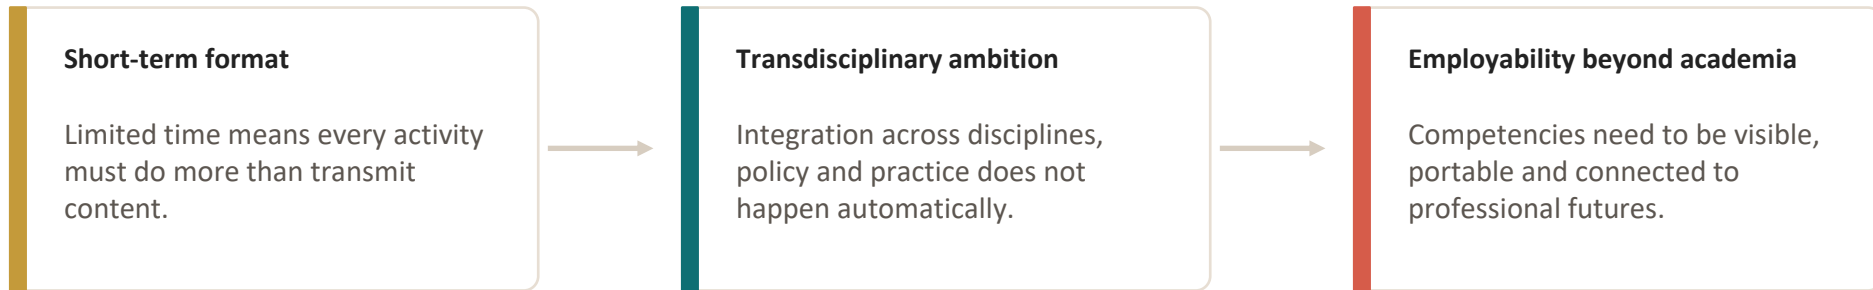 Short-term format
Limited time means every activity
must do more than transmit
content.
Transdisciplinary ambition
Integration across disciplines,
policy and practice does not
happen automatically.
Employability beyond academia
Competencies need to be visible,
portable and connected to
professional futures.